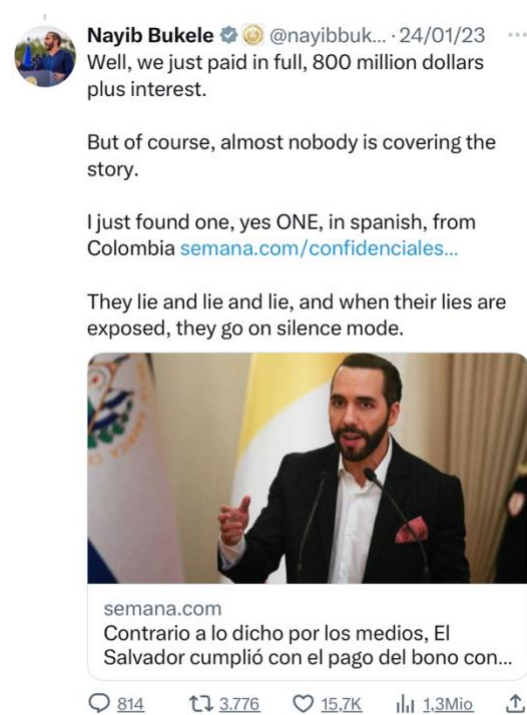 Nayib Bukele @nayibbuk... · 24/01/23 ...
Well, we just paid in full, 800 million dollars
plus interest.
But of course, almost nobody is covering the
story.
I just found one, yes ONE, in spanish, from
Colombia semana.com/confidenciales...
They lie and lie and lie, and when their lies are
exposed, they go on silence mode.
semana.com
Contrario a lo dicho por los medios, El
Salvador cumplió con el pago del bono con...
814 3.776 15,7K 1,3Mio